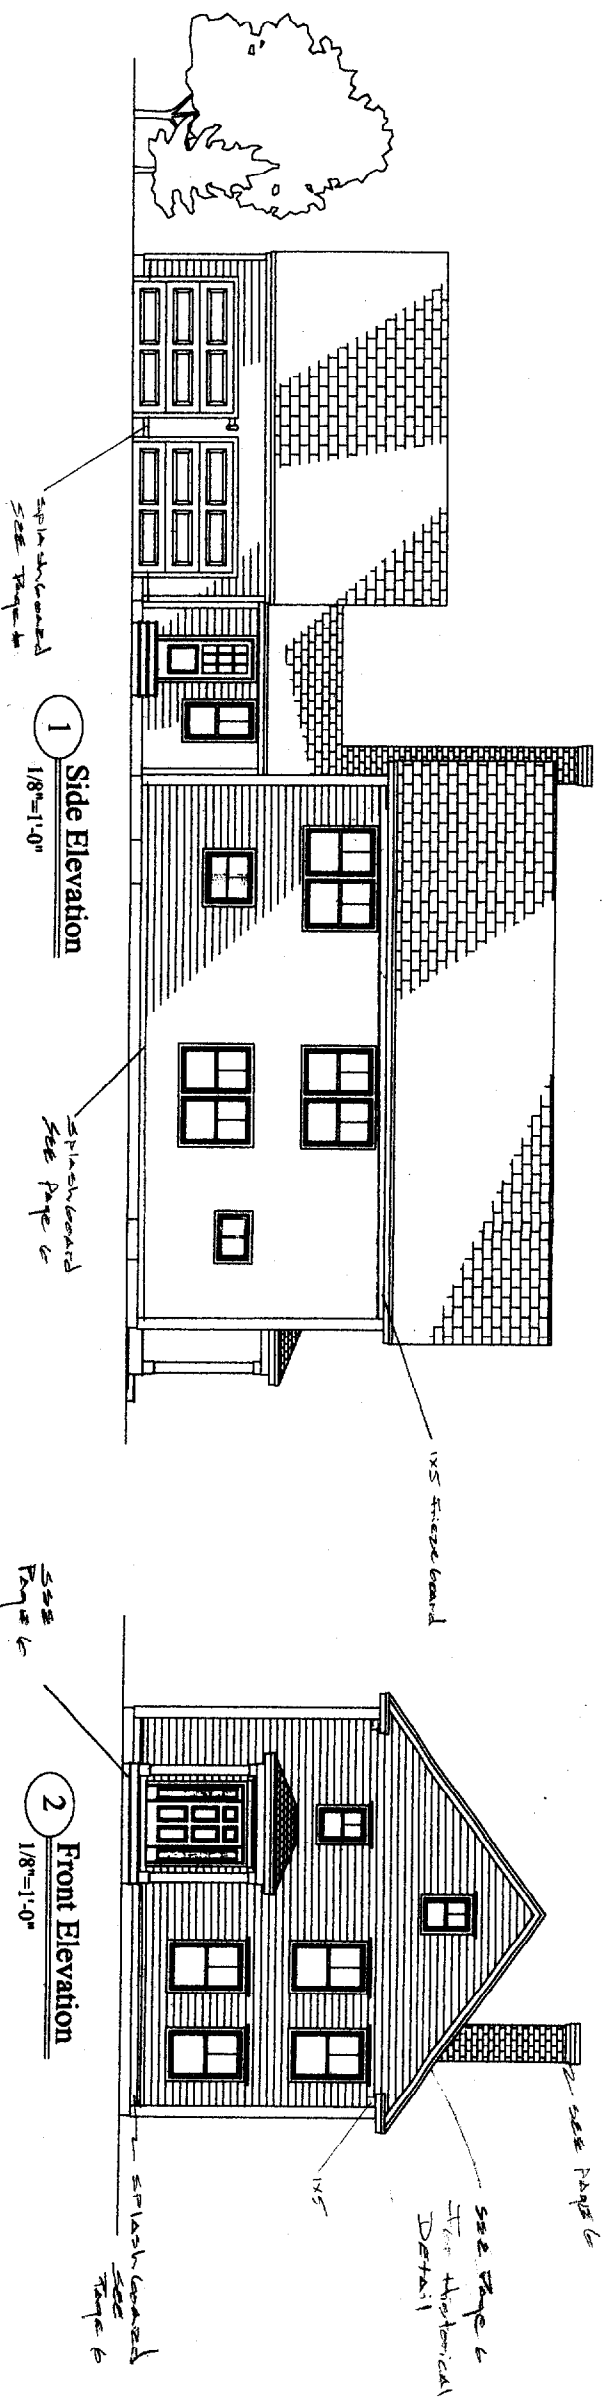 splashboard
SEE Page
1
Side Elevation
1/8"=1'-0"
splashboard
SEE Page 6
1x5 frieze board
SEE
Page 6
2
Front Elevation
1/8"=1'-0"
SEE PAGE 6
SEE Page 6
For Historical
DETAIL
1x5
SPLASHBOARD
SEE
Page 6